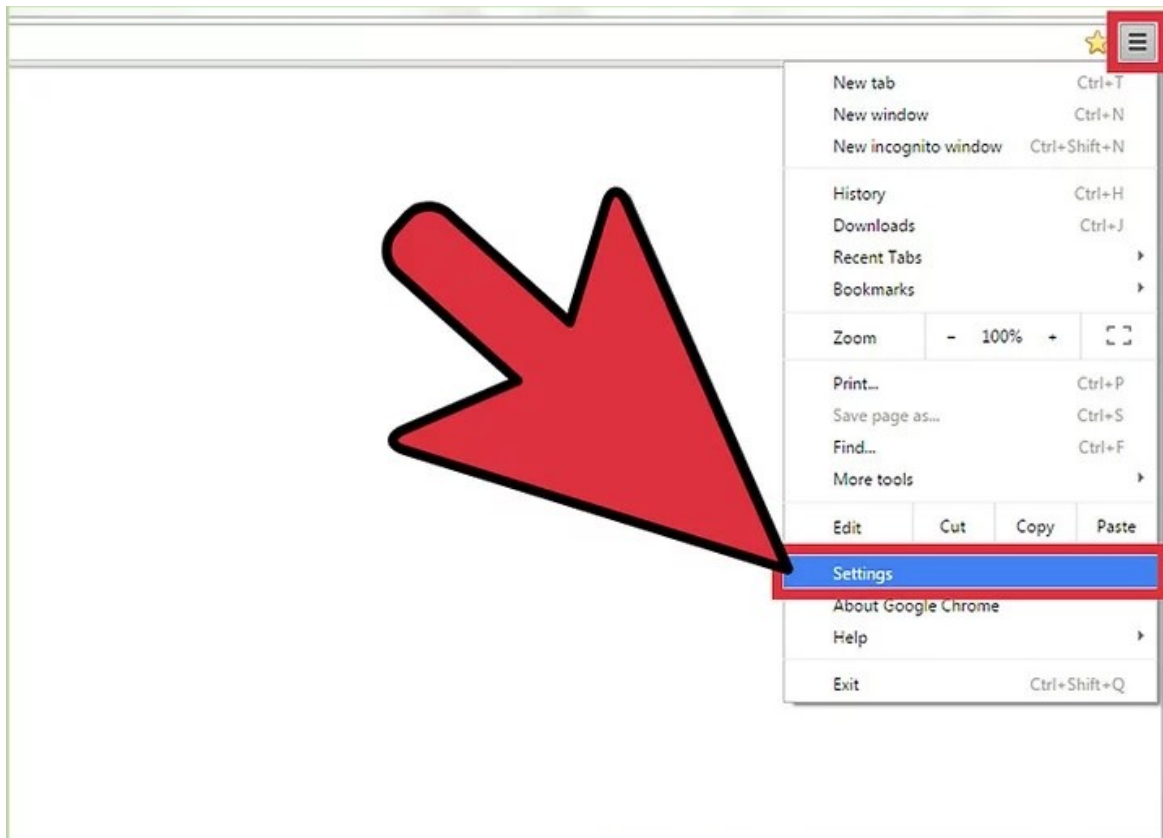 New tab Ctrl+T
New window Ctrl+N
New incognito window Ctrl+Shift+N
History Ctrl+H
Downloads Ctrl+J
Recent Tabs
Bookmarks
Zoom - 100% +
Print... Ctrl+P
Save page as... Ctrl+S
Find... Ctrl+F
More tools
Edit Cut Copy Paste
Settings
About Google Chrome
Help
Exit Ctrl+Shift+Q